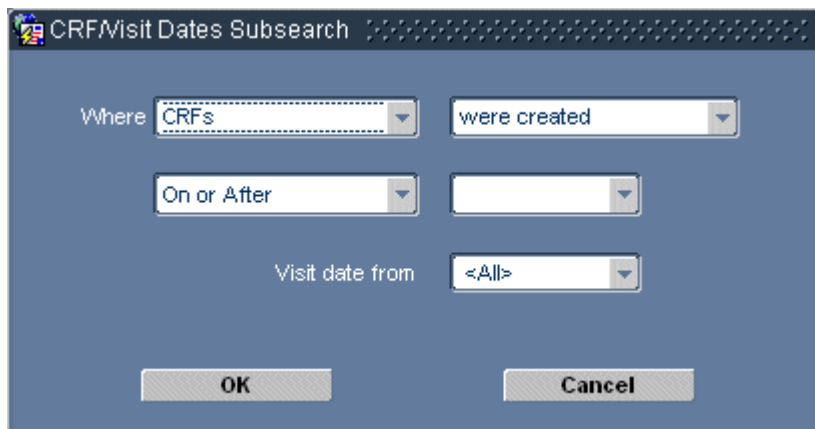 CRF/Visit Dates Subsearch
Where CRFs were created
On or After
Visit date from <All>
OK Cancel